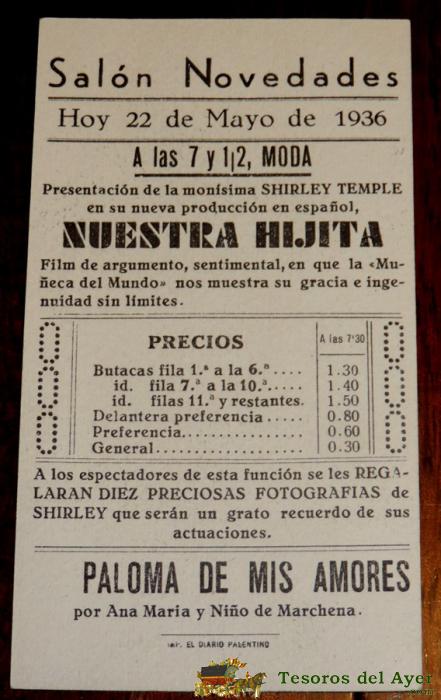 Salón Novedades
Hoy 22 de Mayo de 1936
A las 7 y 1|2, MODA
Presentación de la monísima SHIRLEY TEMPLE
en su nueva producción en español,
NUESTRA HIJITA
Film de argumento, sentimental, en que la «Mu-
ñeca del Mundo» nos muestra su gracia e inge-
nuidad sin límites.
PRECIOS A las 7'30
Butacas fila 1.ª a la 6.ª.... 1.30
id. fila 7.ª a la 10.ª..... 1.40
id. filas 11.ª y restantes. 1.50
Delantera preferencia..... 0.80
Preferencia............... 0.60
General................... 0.30
A los espectadores de esta función se les REGA-
LARAN DIEZ PRECIOSAS FOTOGRAFIAS de
SHIRLEY que serán un grato recuerdo de sus
actuaciones.
PALOMA DE MIS AMORES
por Ana Maria y Niño de Marchena.
Imp. EL DIARIO PALENTINO
Tesoros del Ayer
.com